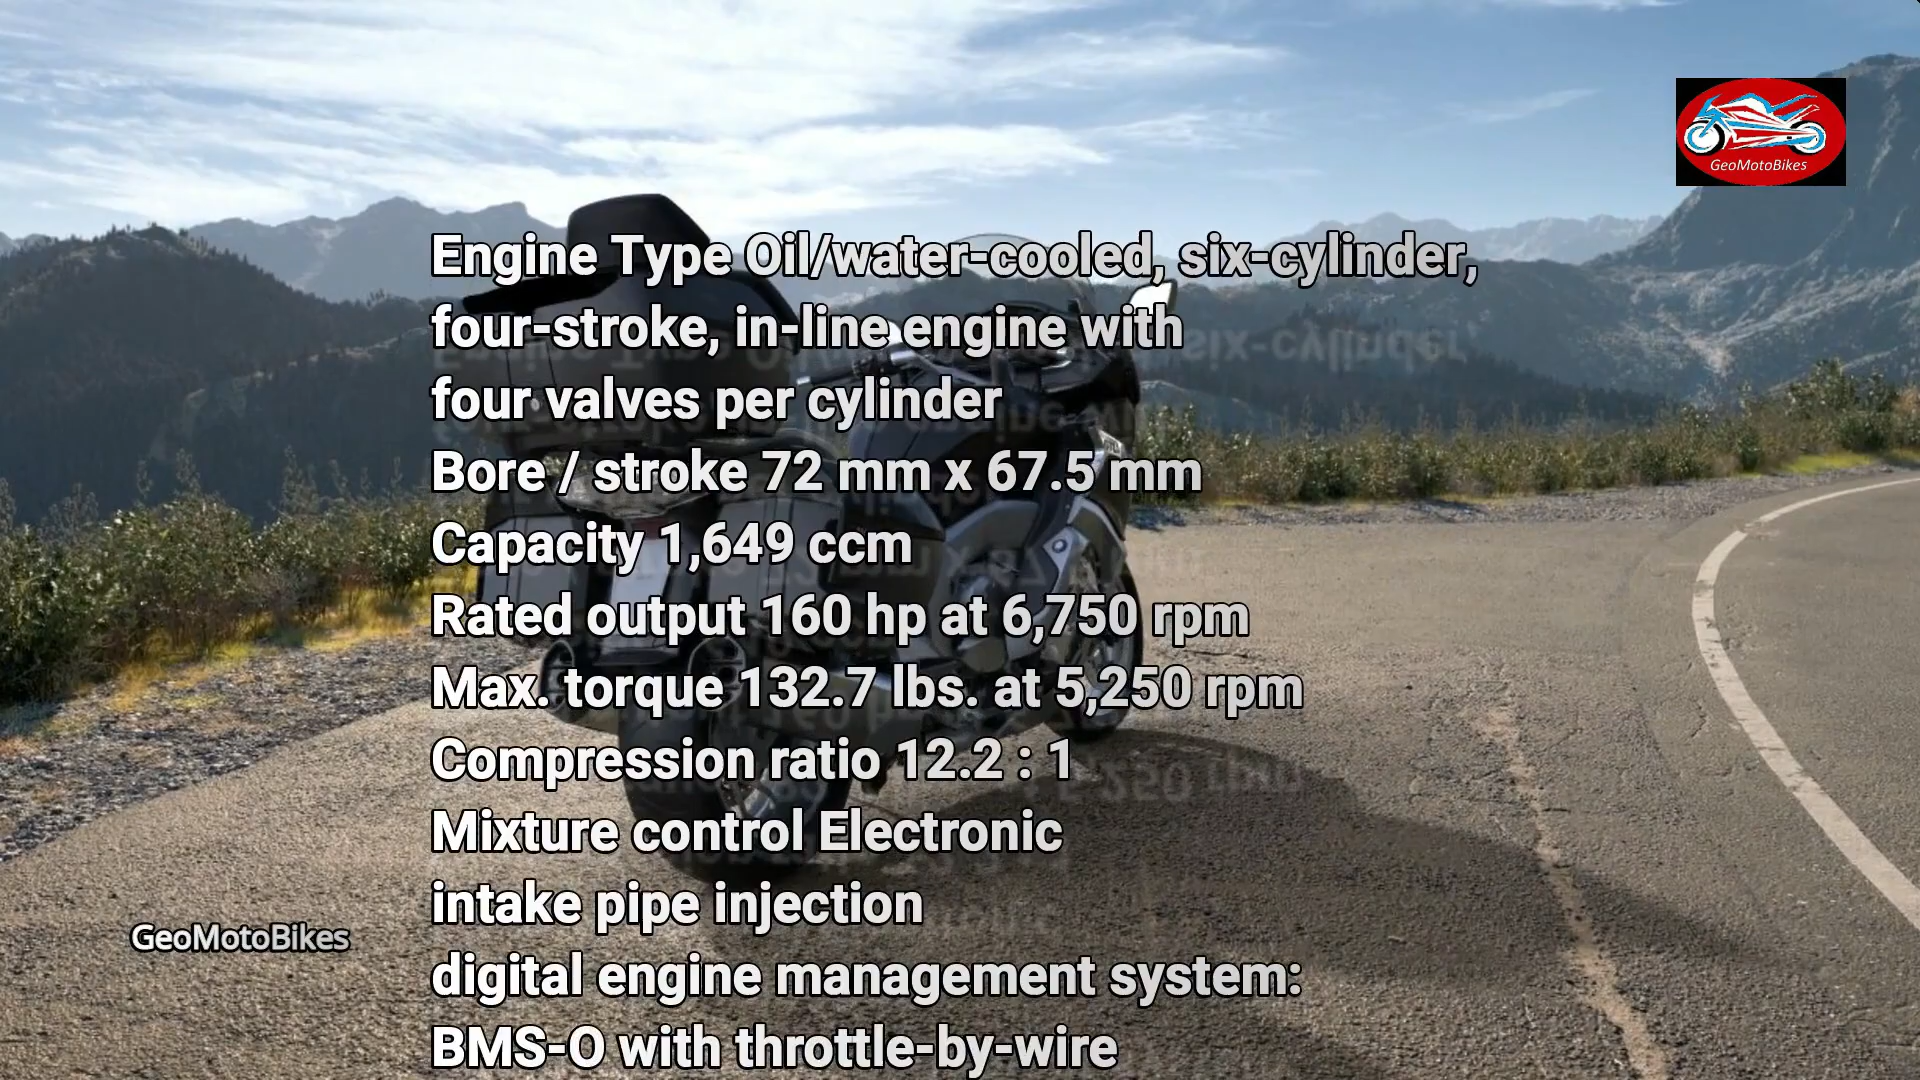 GeoMotoBikes
Engine Type Oil/water-cooled, six-cylinder,
four-stroke, in-line engine with
four valves per cylinder
Bore / stroke 72 mm x 67.5 mm
Capacity 1,649 ccm
Rated output 160 hp at 6,750 rpm
Max. torque 132.7 lbs. at 5,250 rpm
Compression ratio 12.2 : 1
Mixture control Electronic
intake pipe injection
GeoMotoBikes
digital engine management system:
BMS-O with throttle-by-wire